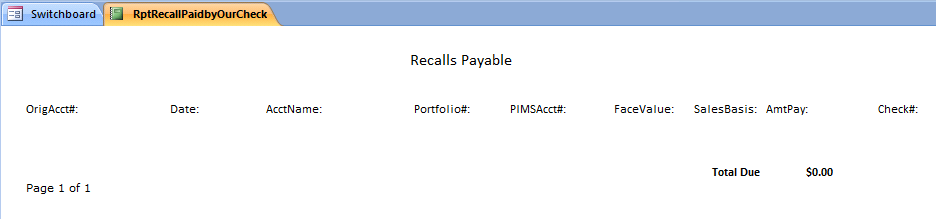 Switchboard RptRecallPaidbyOurCheck
Recalls Payable
OrigAcct#: Date: AcctName: Portfolio#: PIMSAcct#: FaceValue: SalesBasis: AmtPay: Check#:
Total Due $0.00
Page 1 of 1